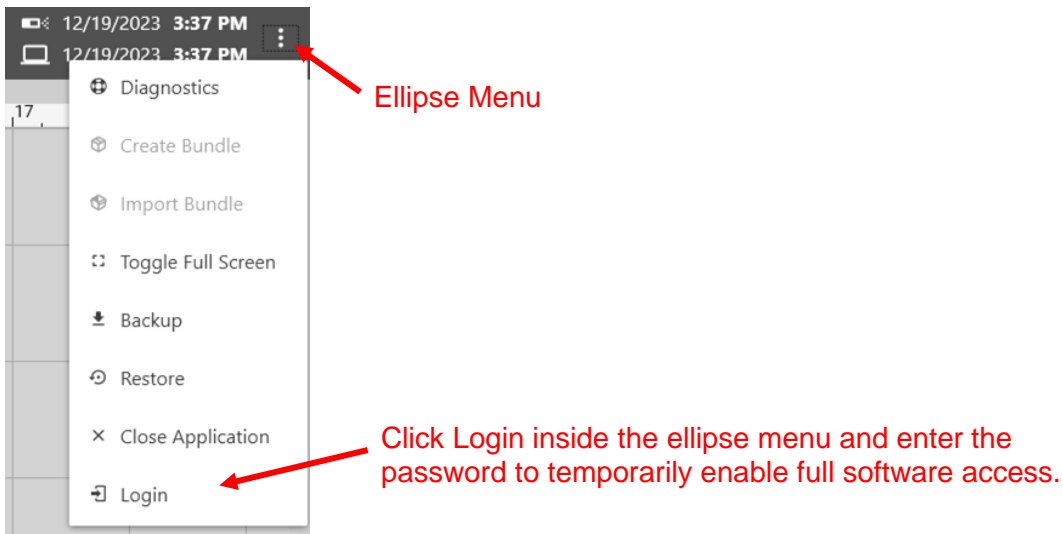 12/19/2023 3:37 PM
12/19/2023 3:37 PM
Ellipse Menu
17
Diagnostics
Create Bundle
Import Bundle
Toggle Full Screen
Backup
Restore
Close Application
Login
Click Login inside the ellipse menu and enter the
password to temporarily enable full software access.